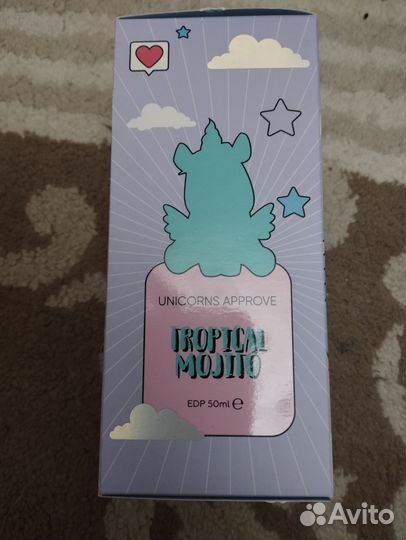 UNICORNS APPROVE
TROPICAL
MOJITO
EDP 50ml ℮
Avito